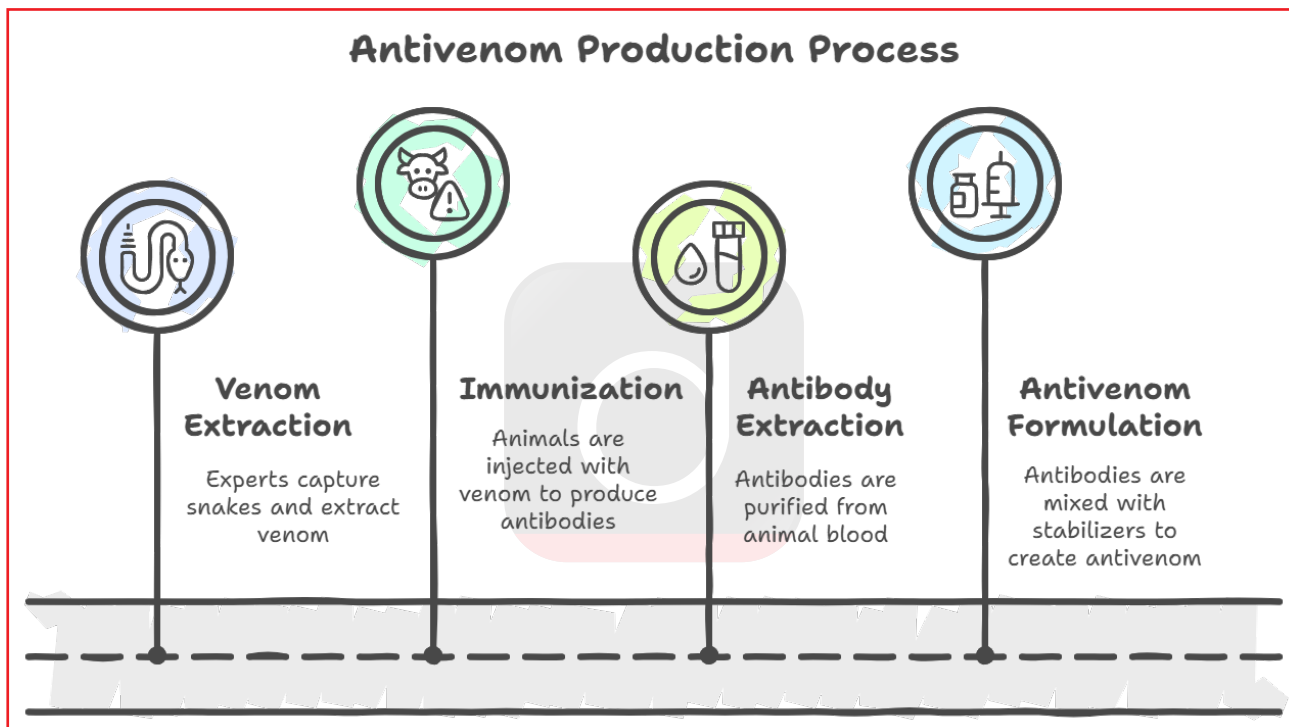 Antivenom Production Process
Venom
Extraction
Experts capture
snakes and extract
venom
Immunization
Animals are
injected with
venom to produce
antibodies
Antibody
Extraction
Antibodies are
purified from
animal blood
Antivenom
Formulation
Antibodies are
mixed with
stabilizers to
create antivenom